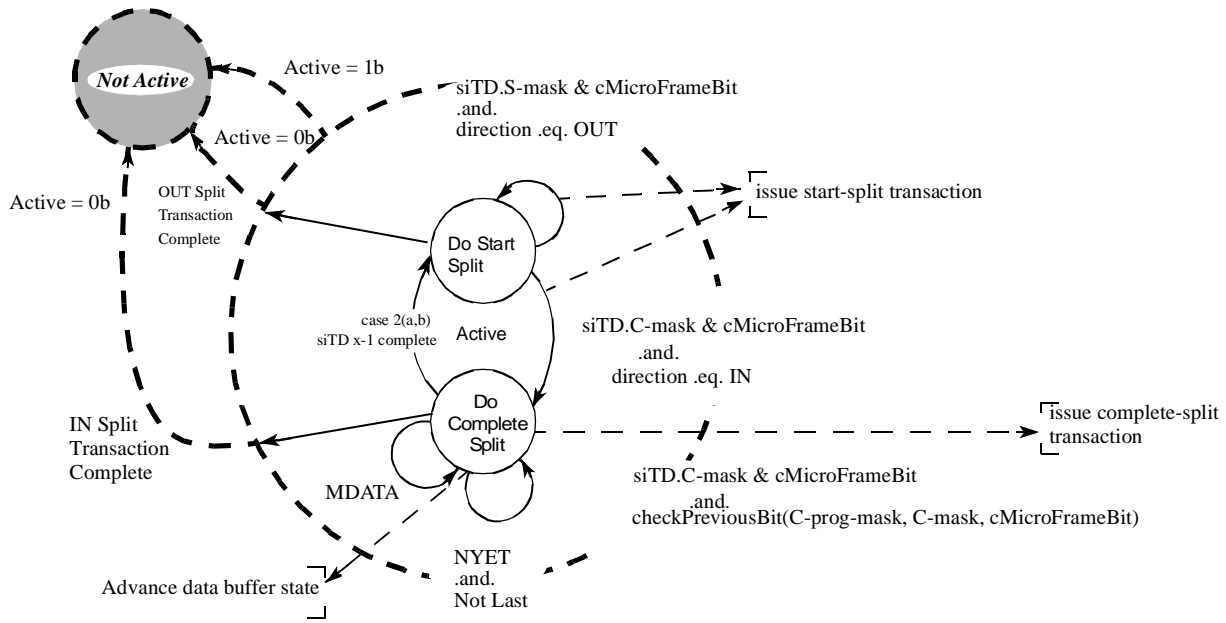 Not Active
Active = 1b
siTD.S-mask & cMicroFrameBit
.and.
direction .eq. OUT
Active = 0b
Active = 0b
OUT Split
Transaction
Complete
issue start-split transaction
Do Start
Split
case 2(a,b)
siTD x-1 complete
Active
siTD.C-mask & cMicroFrameBit
.and.
direction .eq. IN
Do
Complete
Split
IN Split
Transaction
Complete
issue complete-split
transaction
MDATA
siTD.C-mask & cMicroFrameBit
.and.
checkPreviousBit(C-prog-mask, C-mask, cMicroFrameBit)
NYET
.and.
Not Last
Advance data buffer state